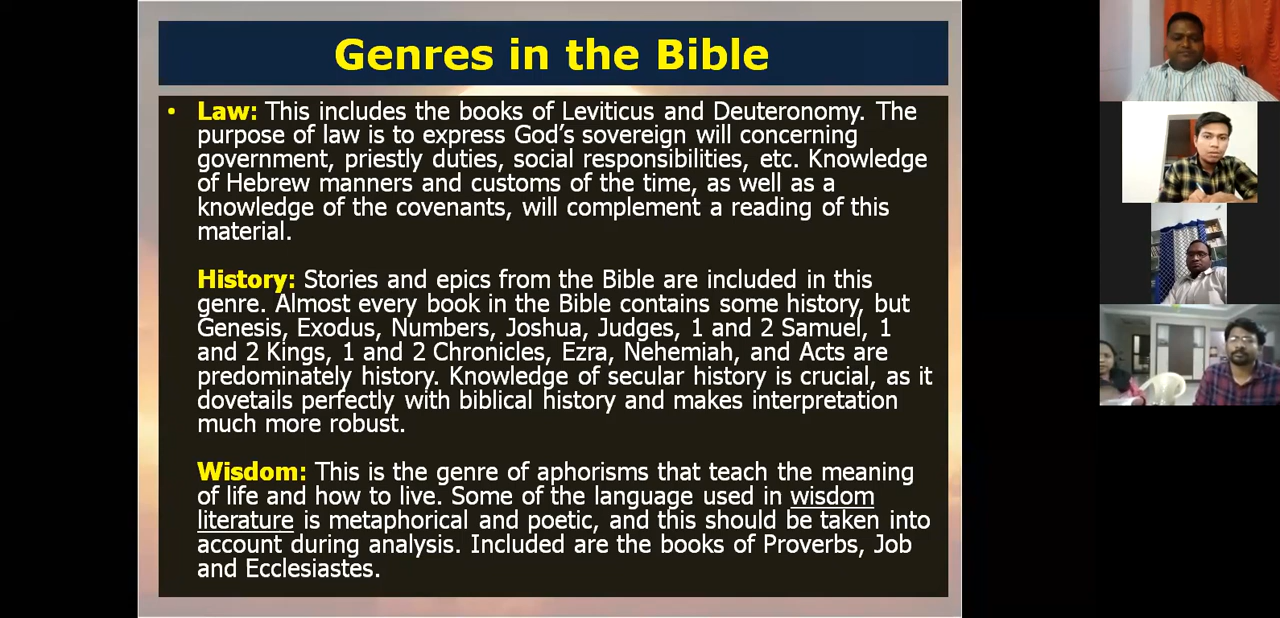 Genres in the Bible
• Law: This includes the books of Leviticus and Deuteronomy. The
purpose of law is to express God's sovereign will concerning
government, priestly duties, social responsibilities, etc. Knowledge
of Hebrew manners and customs of the time, as well as a
knowledge of the covenants, will complement a reading of this
material.
History: Stories and epics from the Bible are included in this
genre. Almost every book in the Bible contains some history, but
Genesis, Exodus, Numbers, Joshua, Judges, 1 and 2 Samuel, 1
and 2 Kings, 1 and 2 Chronicles, Ezra, Nehemiah, and Acts are
predominately history. Knowledge of secular history is crucial, as it
dovetails perfectly with biblical history and makes interpretation
much more robust.
Wisdom: This is the genre of aphorisms that teach the meaning
of life and how to live. Some of the language used in wisdom
literature is metaphorical and poetic, and this should be taken into
account during analysis. Included are the books of Proverbs, Job
and Ecclesiastes.